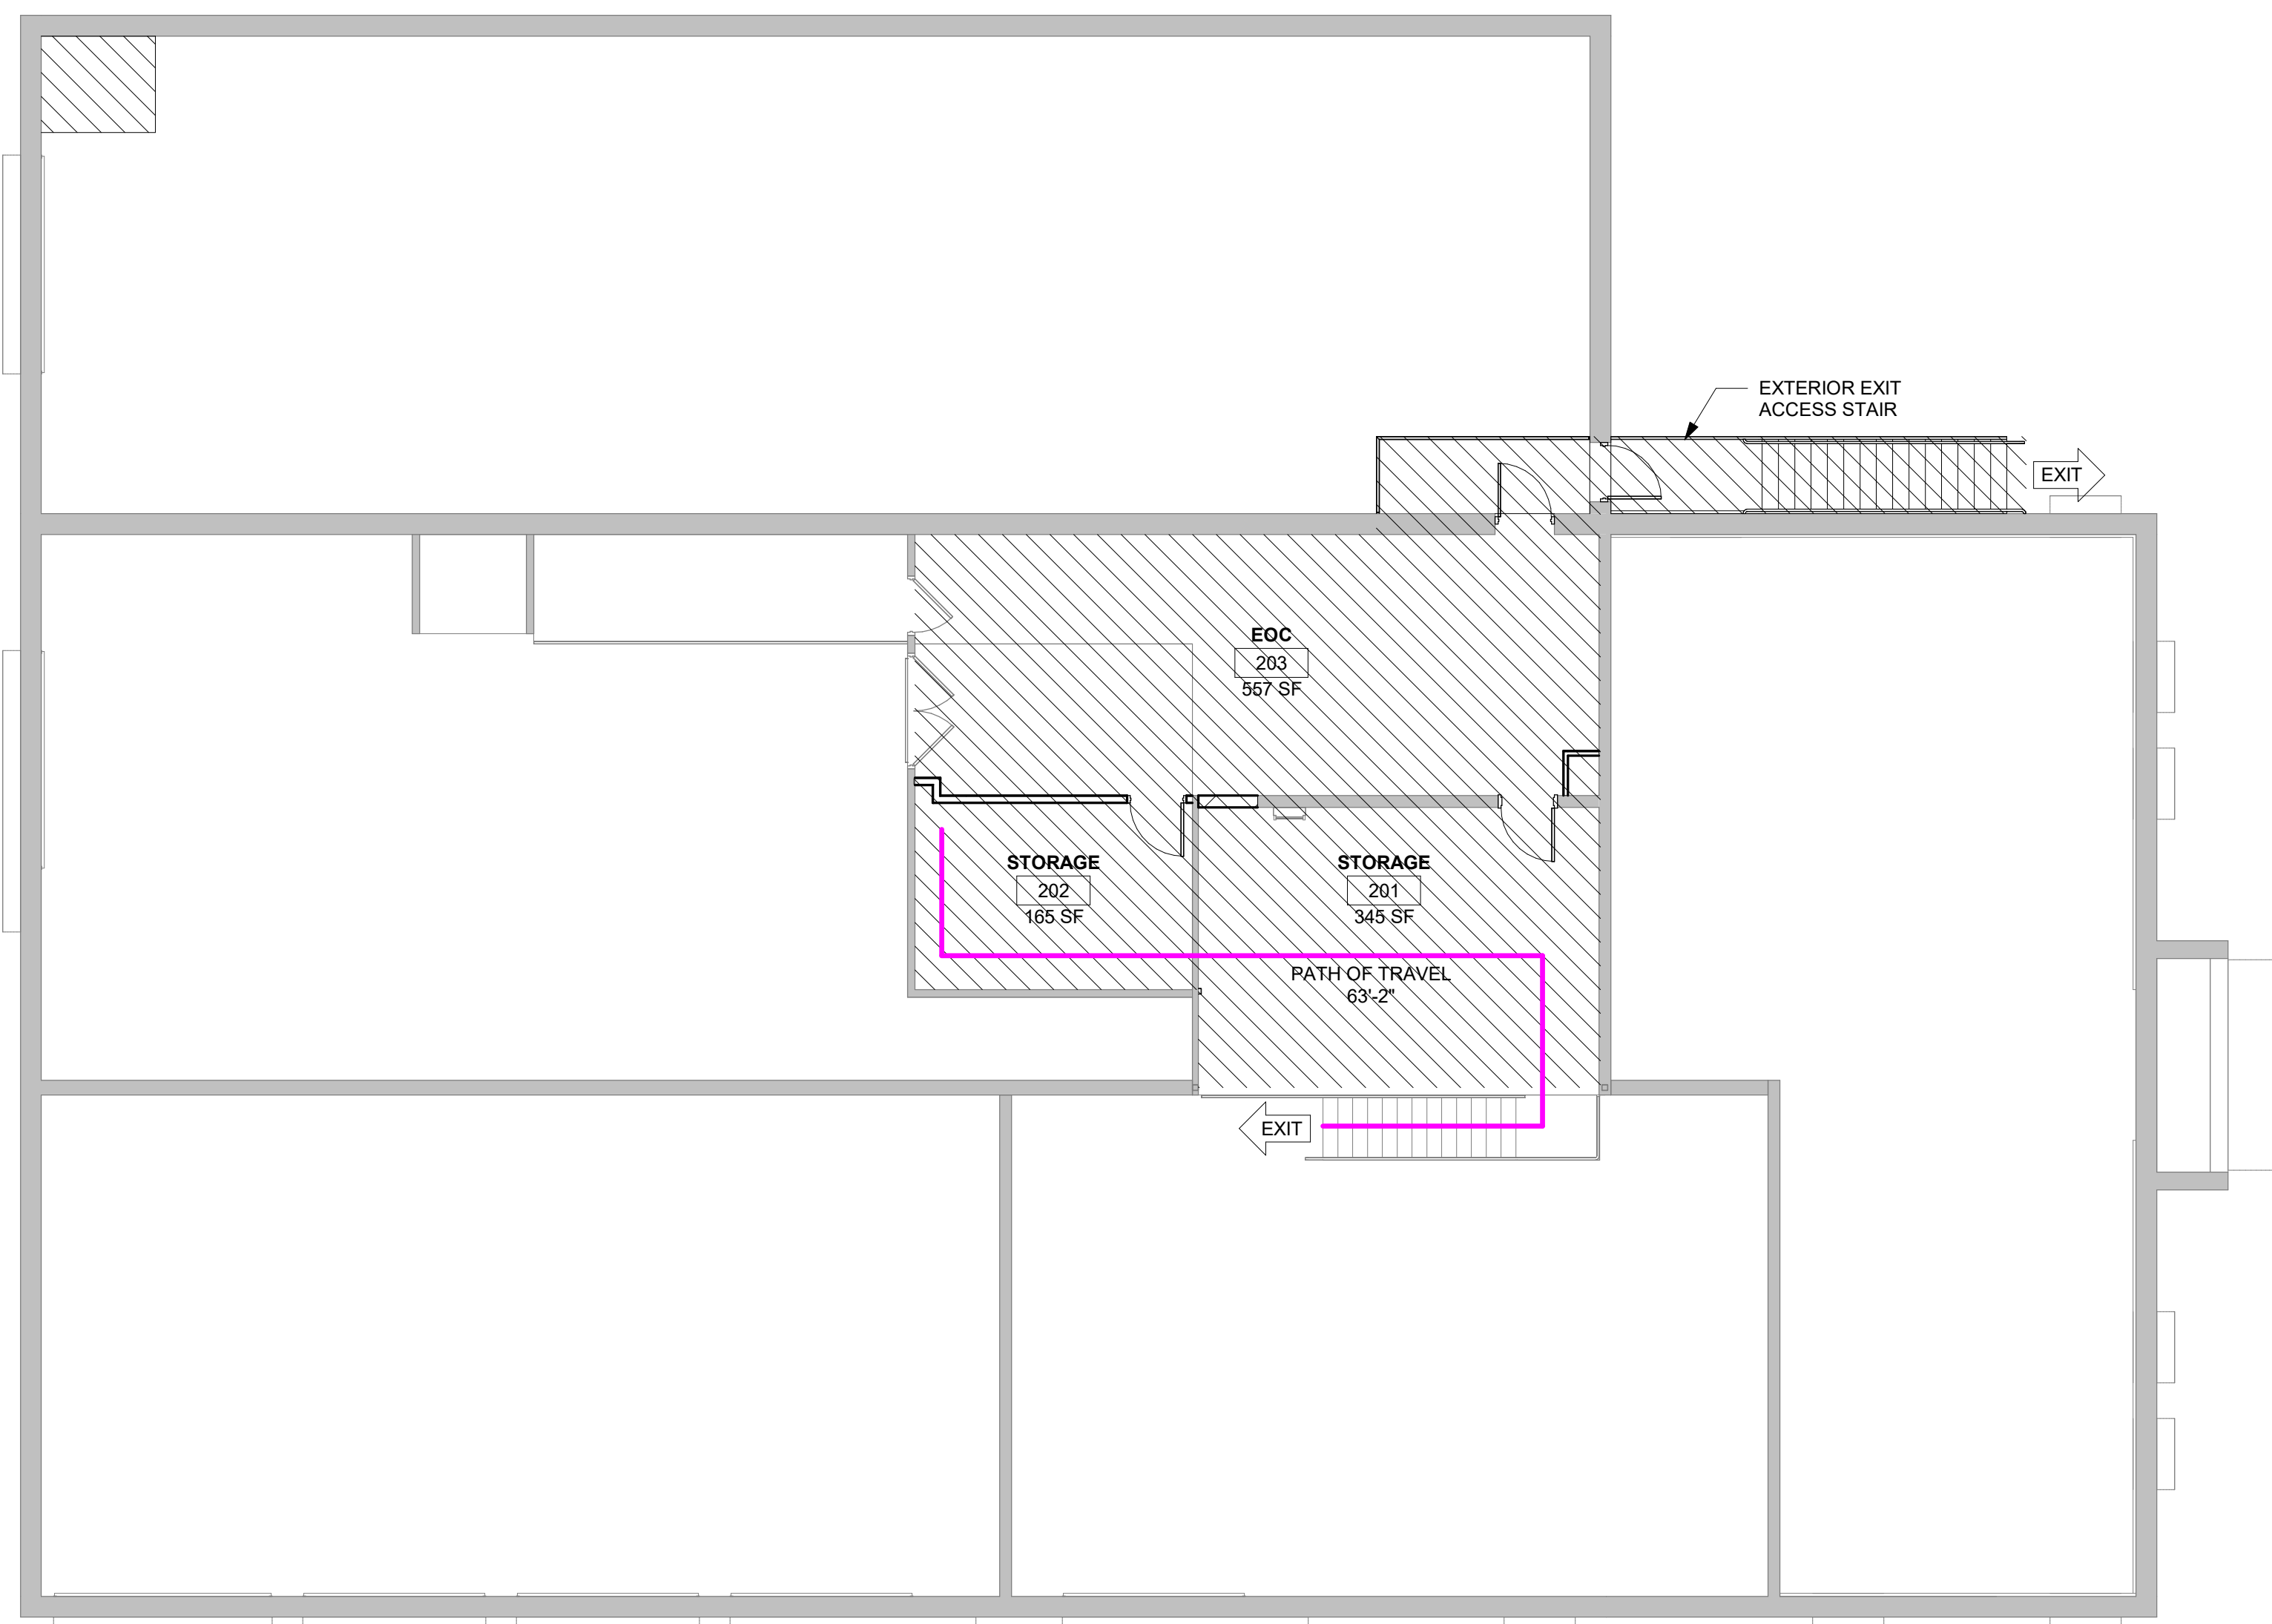 EXTERIOR EXIT
ACCESS STAIR
EXIT
EOC
203
557 SF
STORAGE
202
165 SF
STORAGE
201
345 SF
PATH OF TRAVEL
63'-2"
EXIT